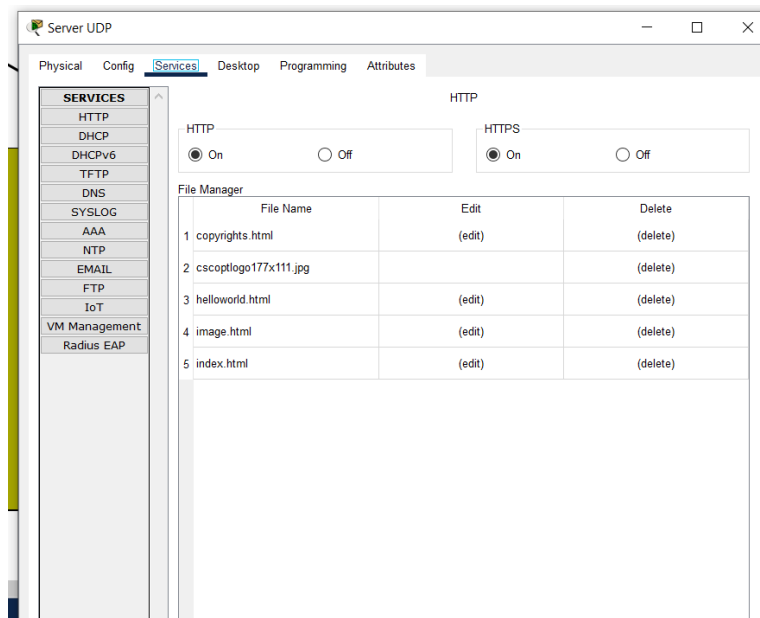 Server UDP
Physical Config Services Desktop Programming Attributes
SERVICES
HTTP
DHCP
DHCPv6
TFTP
DNS
SYSLOG
AAA
NTP
EMAIL
FTP
IoT
VM Management
Radius EAP
HTTP
HTTP
On Off
HTTPS
On Off
File Manager
File Name Edit Delete
1 copyrights.html (edit) (delete)
2 cscoptlogo177x111.jpg (delete)
3 helloworld.html (edit) (delete)
4 image.html (edit) (delete)
5 index.html (edit) (delete)